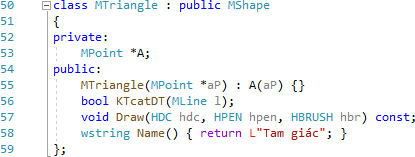 50 class MTriangle : public MShape
51 {
52 private:
53 MPoint *A;
54 public:
55 MTriangle(MPoint *aP) : A(aP) {}
56 bool KTcatDT(MLine l);
57 void Draw(HDC hdc, HPEN hpen, HBRUSH hbr) const;
58 wstring Name() { return L"Tam giác"; }
59 };